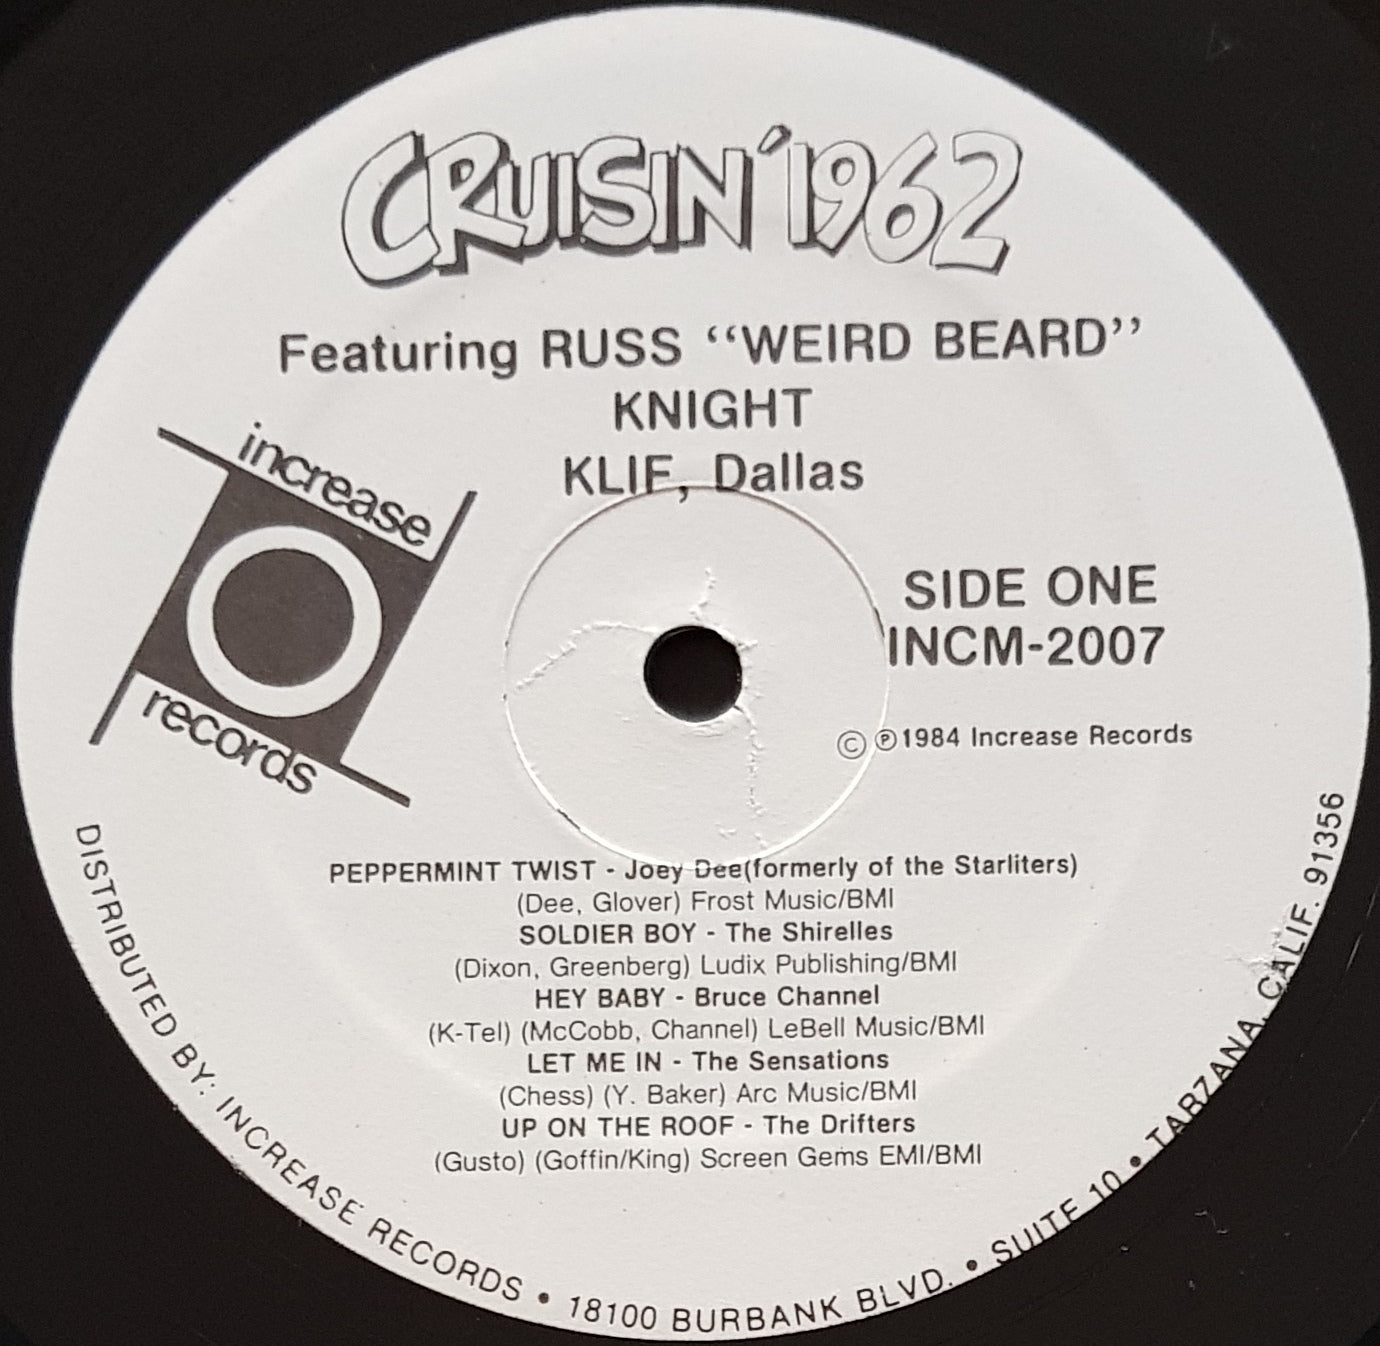 CRUISIN' 1962
Featuring RUSS “WEIRD BEARD”
KNIGHT
KLIF, Dallas
increase
records
SIDE ONE
INCM-2007
© ℗1984 Increase Records
PEPPERMINT TWIST - Joey Dee(formerly of the Starliters)
(Dee, Glover) Frost Music/BMI
SOLDIER BOY - The Shirelles
(Dixon, Greenberg) Ludix Publishing/BMI
HEY BABY - Bruce Channel
(K-Tel) (McCobb, Channel) LeBell Music/BMI
LET ME IN - The Sensations
(Chess) (Y. Baker) Arc Music/BMI
UP ON THE ROOF - The Drifters
(Gusto) (Goffin/King) Screen Gems EMI/BMI
DISTRIBUTED BY: INCREASE RECORDS • 18100 BURBANK BLVD. • SUITE 10 • TARZANA, CALIF. 91356